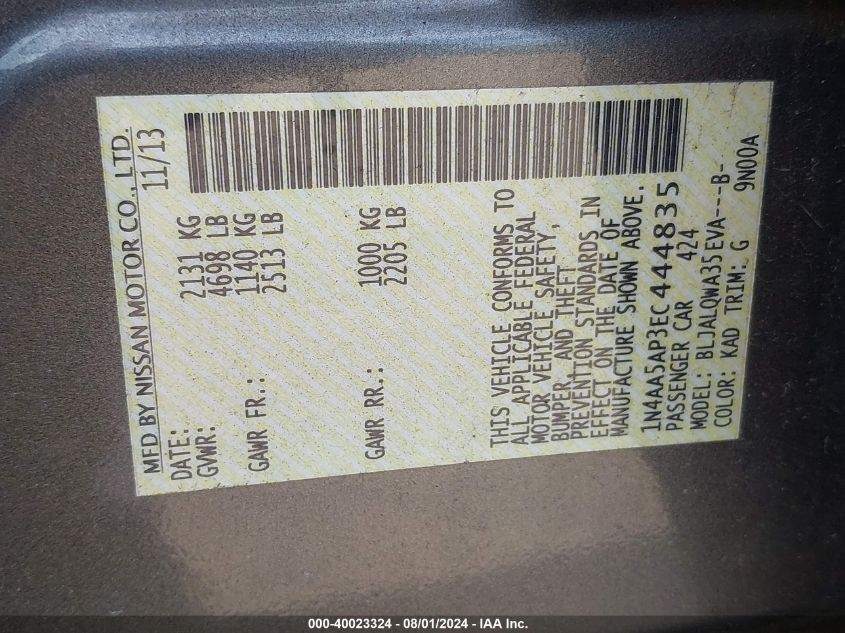 MFD BY NISSAN MOTOR CO., LTD.
DATE: 11/13
GVWR: 2131 KG
4698 LB
GAWR FR.: 1140 KG
2513 LB
GAWR RR.: 1000 KG
2205 LB
THIS VEHICLE CONFORMS TO
ALL APPLICABLE FEDERAL
MOTOR VEHICLE SAFETY,
BUMPER, AND THEFT
PREVENTION STANDARDS IN
EFFECT ON THE DATE OF
MANUFACTURE SHOWN ABOVE.
1N4AA5AP3EC444835
PASSENGER CAR 424
MODEL: BLJALQWA35EVA---B-
COLOR: KAD TRIM: G 9N00A
000-40023324 - 08/01/2024 - IAA Inc.